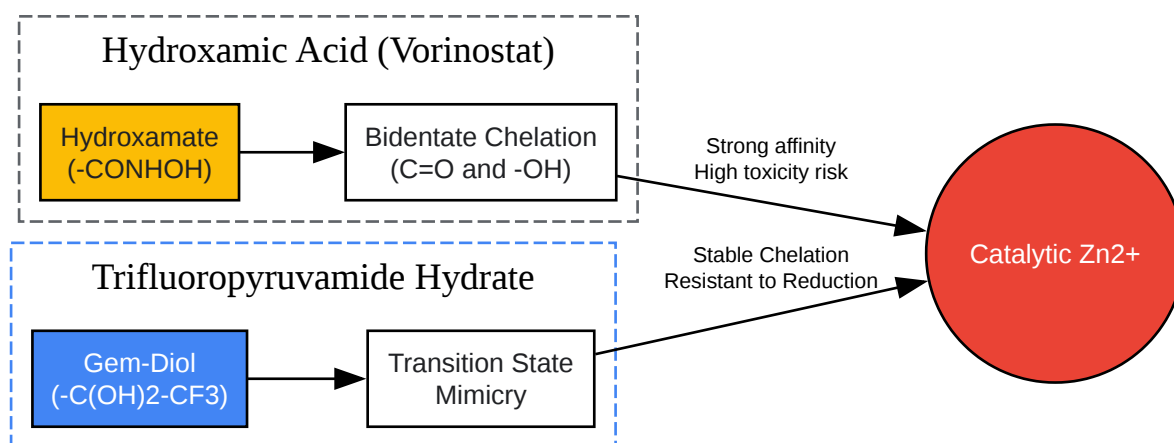 Hydroxamic Acid (Vorinostat)
Hydroxamate
(-CONHOH)
Bidentate Chelation
(C=O and -OH)
Strong affinity
High toxicity risk
Trifluoropyruvamide Hydrate
Gem-Diol
(-C(OH)2-CF3)
Transition State
Mimicry
Stable Chelation
Resistant to Reduction
Catalytic Zn2+